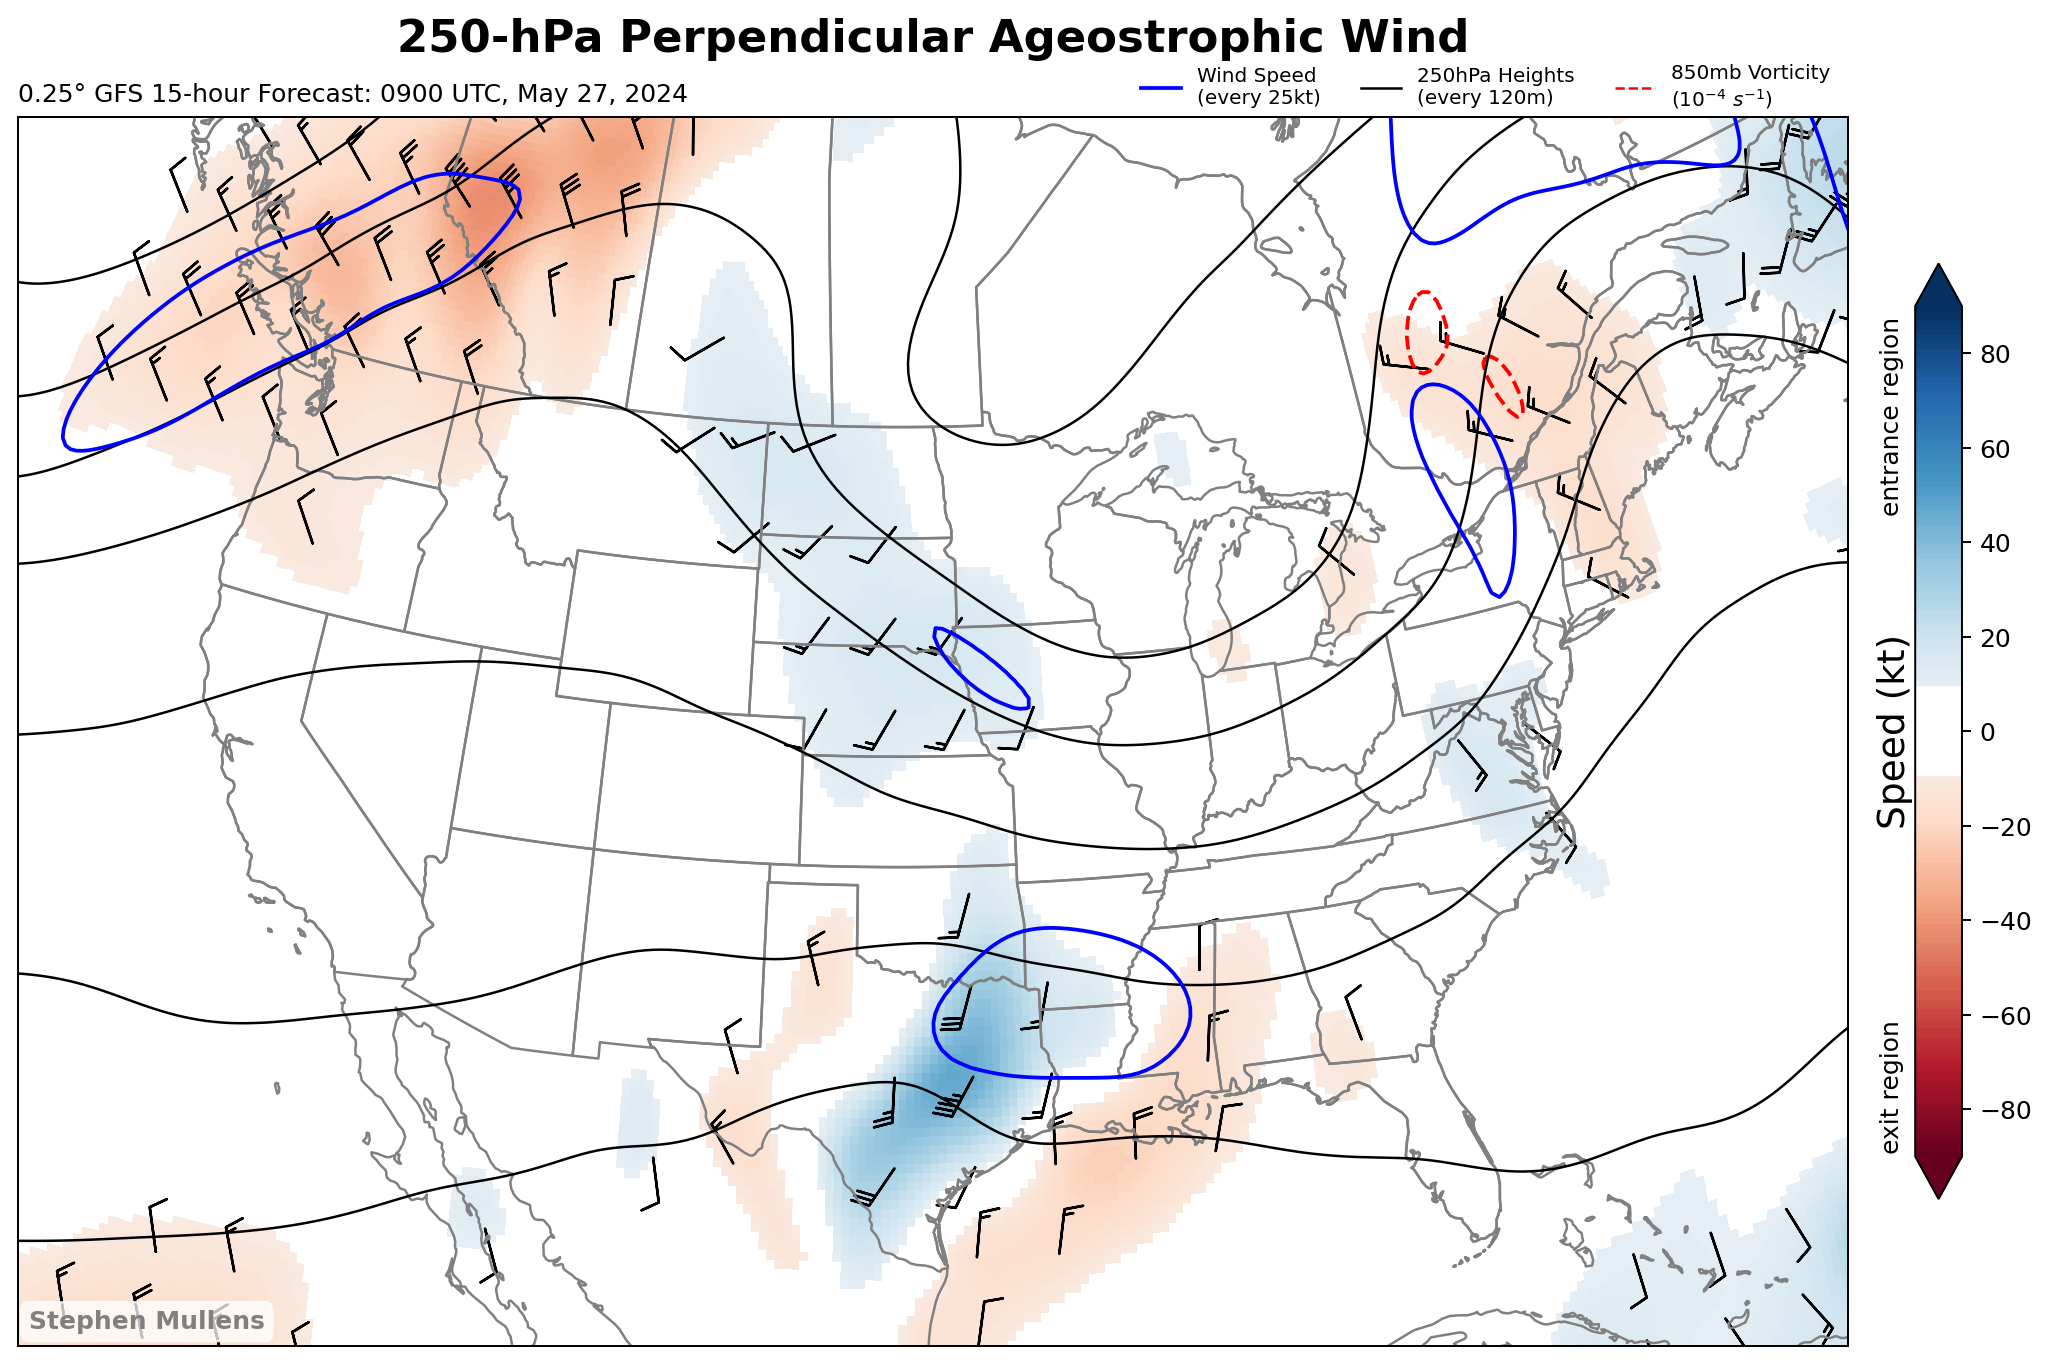 250-hPa Perpendicular Ageostrophic Wind
0.25° GFS 15-hour Forecast: 0900 UTC, May 27, 2024
Wind Speed
(every 25kt)
250hPa Heights
(every 120m)
850mb Vorticity
(10⁻⁴ s⁻¹)
entrance region
Speed (kt)
exit region
80
60
40
20
0
−20
−40
−60
−80
Stephen Mullens